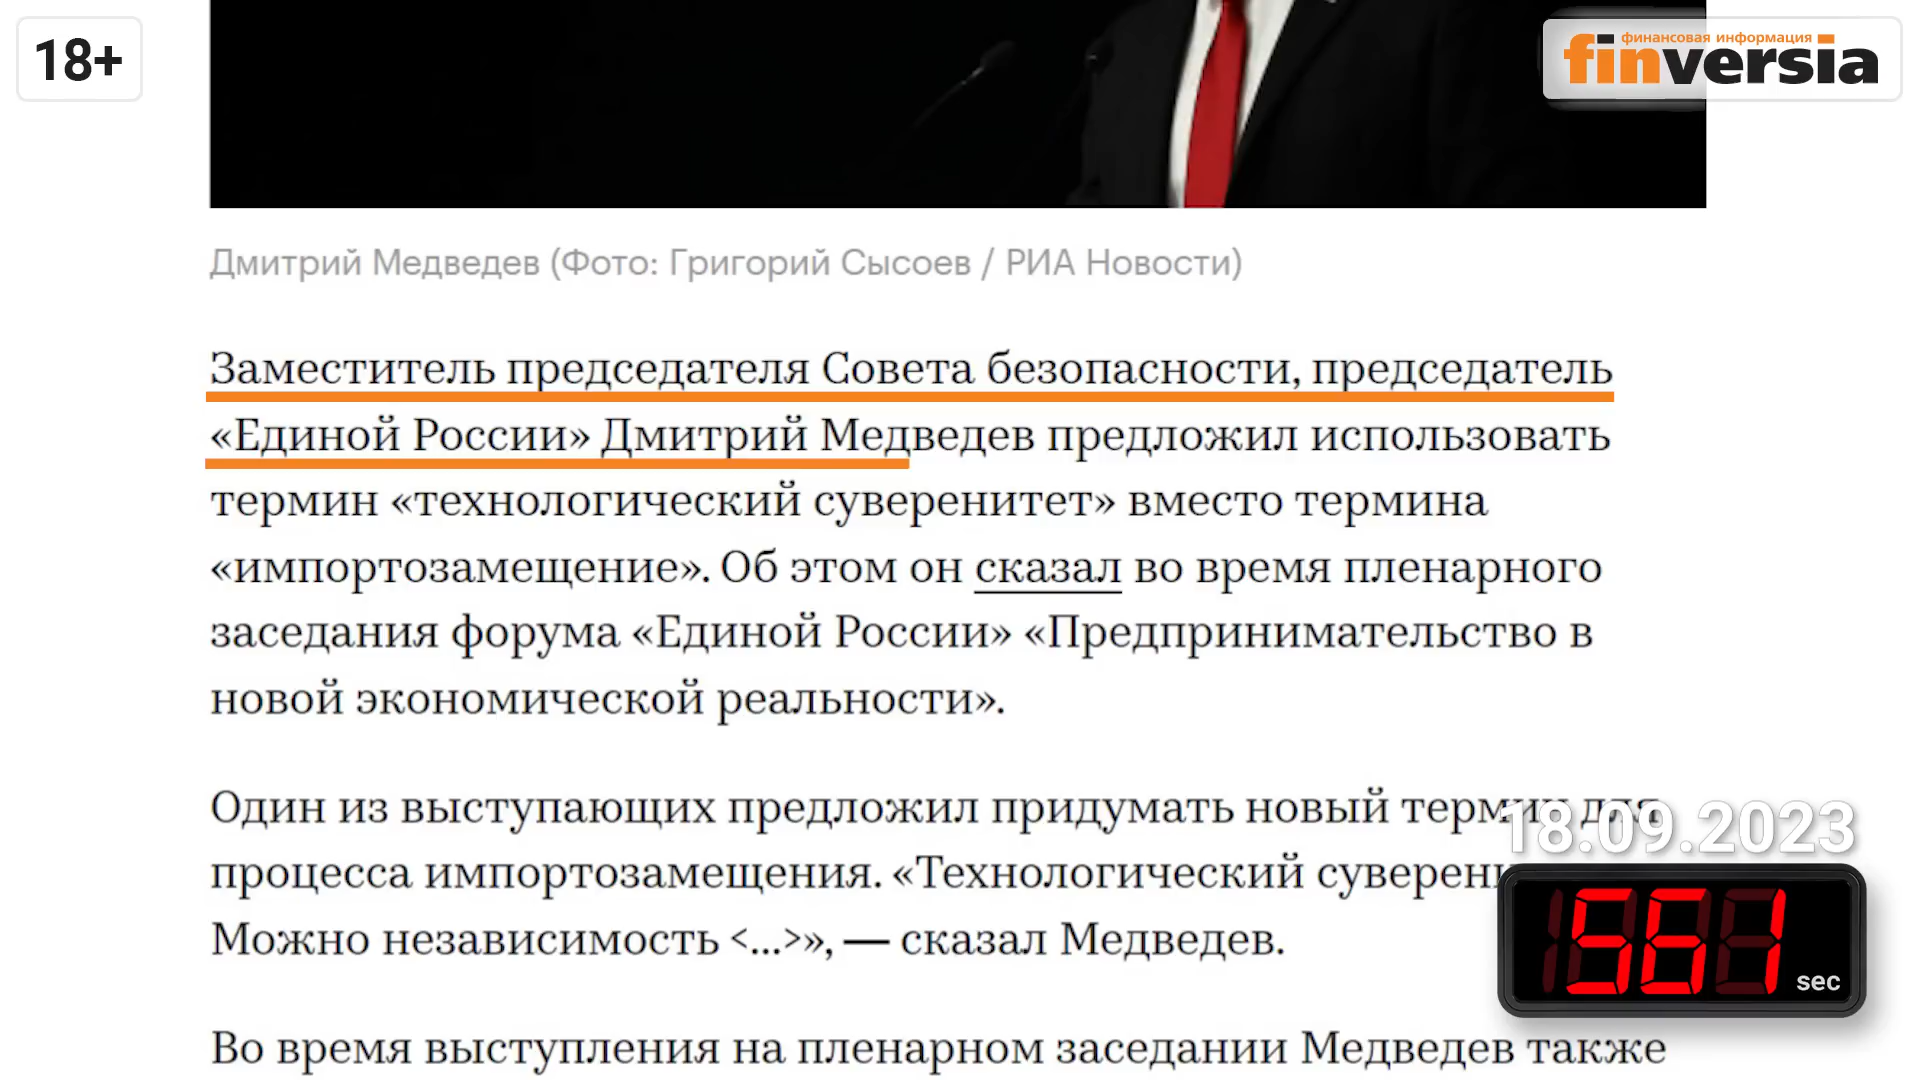 18+
финансовая информация
finversia
Дмитрий Медведев (Фото: Григорий Сысоев / РИА Новости)
Заместитель председателя Совета безопасности, председатель
«Единой России» Дмитрий Медведев предложил использовать
термин «технологический суверенитет» вместо термина
«импортозамещение». Об этом он сказал во время пленарного
заседания форума «Единой России» «Предпринимательство в
новой экономической реальности».
Один из выступающих предложил придумать новый термин для
процесса импортозамещения. «Технологический суверени
Можно независимость <...>», — сказал Медведев.
Во время выступления на пленарном заседании Медведев также
18.09.2023
561
sec